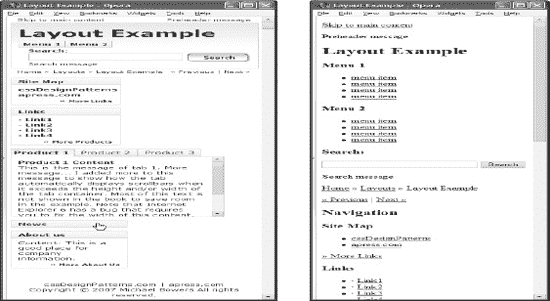 Layout Example - Opera
File Edit View Bookmarks Widgets Tools Help
Skip to main content Preheader message
Layout Example
Menu 1 Menu 2
Search:
Search
Search message
Home » Layouts » Layout Example « Previous | Next »
Site Map
cssDesignPatterns
apress.com
» More Links
Links
- Link1
- Link2
- Link3
- Link4
» More Products
Product 1 Product 2 Product 3
Product 1 Content
This is the message of tab 1. More
message... I added more to this
message to show how the tab
automatically displays scrollbars when
it exceeds the height and/or width of
the tab container. Most of this text is
not shown in the book to save room
in the example. Note that Internet
Explorer 6 has a bug that requires
you to fix the width of this content.
News
About us
Content: This is a
good place for
company
information.
» More About Us
cssDesignPatterns.com | apress.com
Copyright © 2007 Michael Bowers All rights
reserved.
Layout Example - Opera
File Edit View Bookmarks Widgets Tools Help
Skip to main content
Preheader message
Layout Example
Menu 1
menu item
menu item
menu item
menu item
Menu 2
menu item
menu item
menu item
menu item
Search:
Search
Search message
Home » Layouts » Layout Example
« Previous | Next »
Navigation
Site Map
cssDesignPatterns
apress.com
» More Links
Links
- Link1
- Link2
- Link3
- Link4